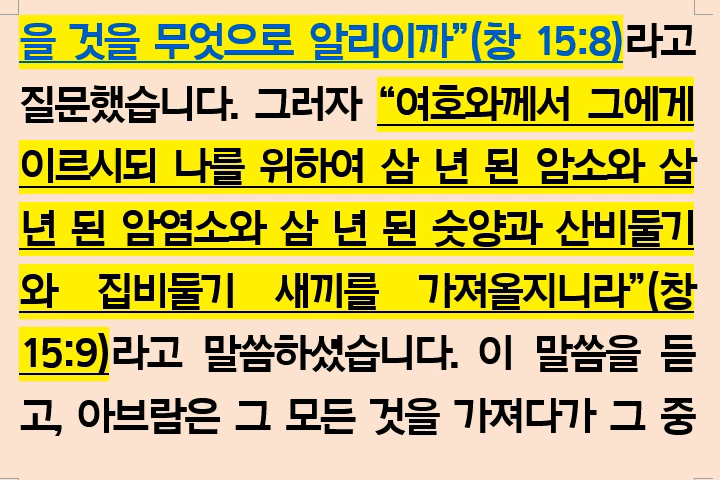 을 것을 무엇으로 알리이까”(창 15:8)라고
질문했습니다. 그러자 “여호와께서 그에게
이르시되 나를 위하여 삼 년 된 암소와 삼
년 된 암염소와 삼 년 된 숫양과 산비둘기
와 집비둘기 새끼를 가져올지니라”(창
15:9)라고 말씀하셨습니다. 이 말씀을 듣
고, 아브람은 그 모든 것을 가져다가 그 중